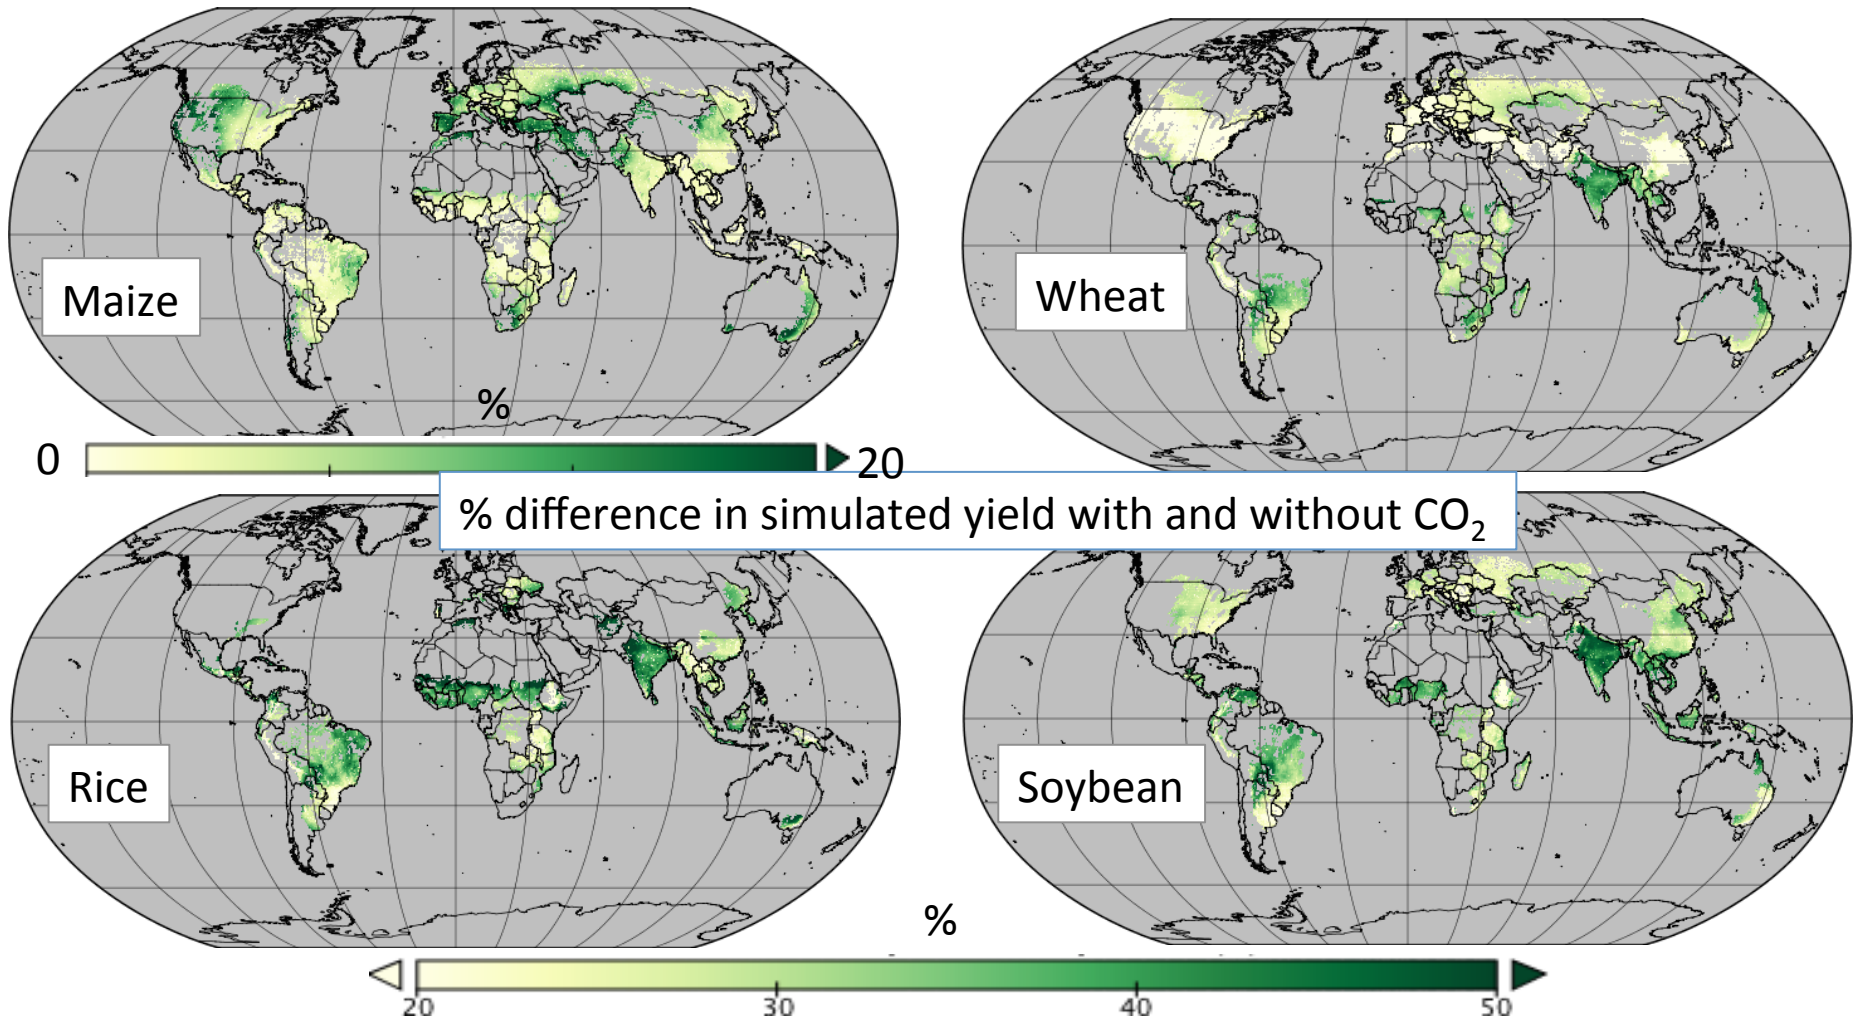 Maize
Wheat
%
0
20
% difference in simulated yield with and without CO₂
Rice
Soybean
%
20
30
40
50